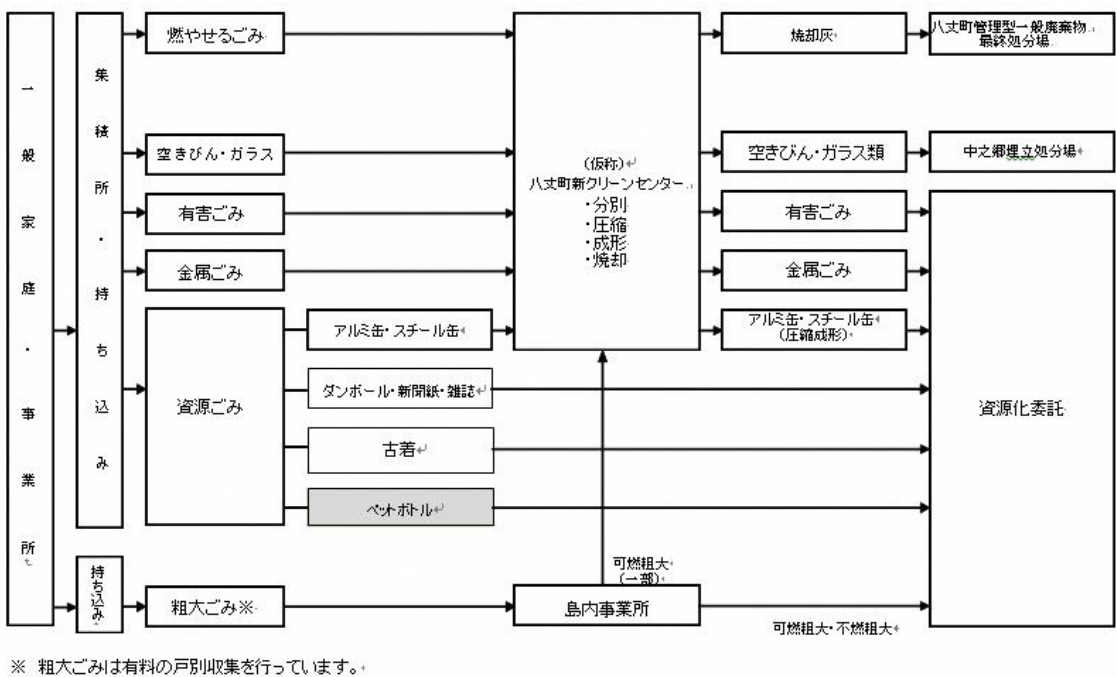 一般家庭・事業所
集積所・持ち込み
燃やせるごみ
焼却灰
八丈町管理型一般廃棄物
最終処分場
空きびん・ガラス
(仮称)
八丈町新クリーンセンター
・分別
・圧縮
・成形
・焼却
空きびん・ガラス類
中之郷埋立処分場
有害ごみ
有害ごみ
金属ごみ
金属ごみ
資源ごみ
アルミ缶・スチール缶
アルミ缶・スチール缶
(圧縮成形)
ダンボール・新聞紙・雑誌
資源化委託
古着
ペットボトル
持ち込み
粗大ごみ※
可燃粗大
(一部)
島内事業所
可燃粗大・不燃粗大
※ 粗大ごみは有料の戸別収集を行っています。